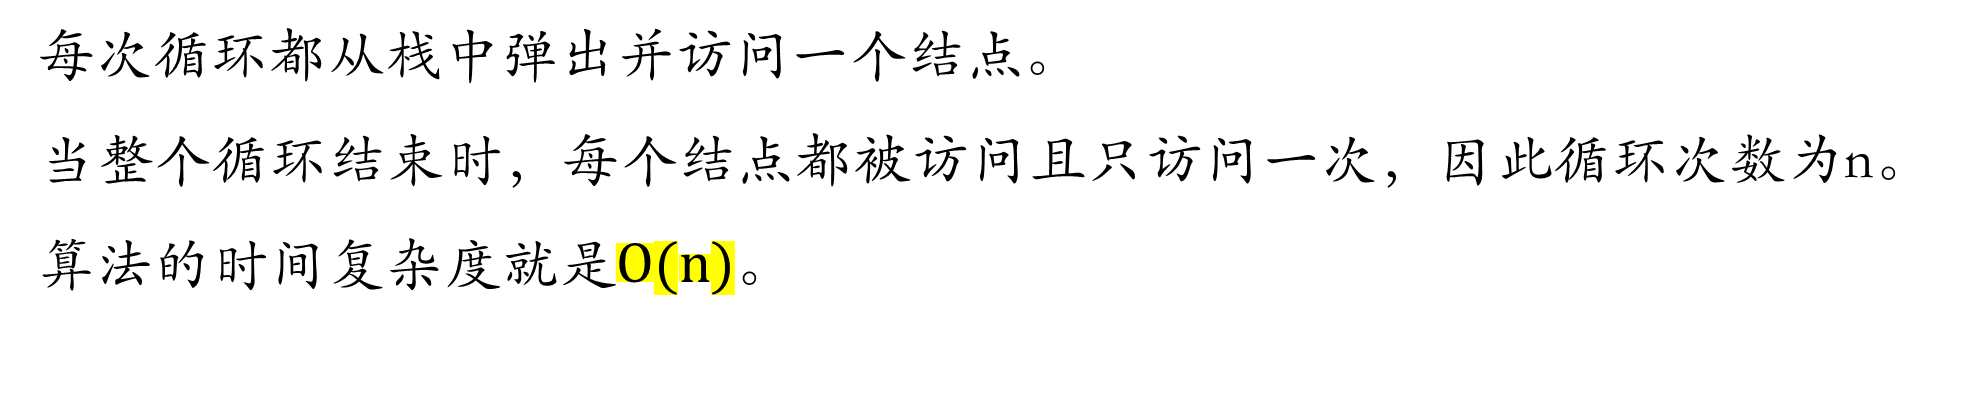 每次循环都从栈中弹出并访问一个结点。
当整个循环结束时，每个结点都被访问且只访问一次，因此循环次数为n。
算法的时间复杂度就是O(n)。